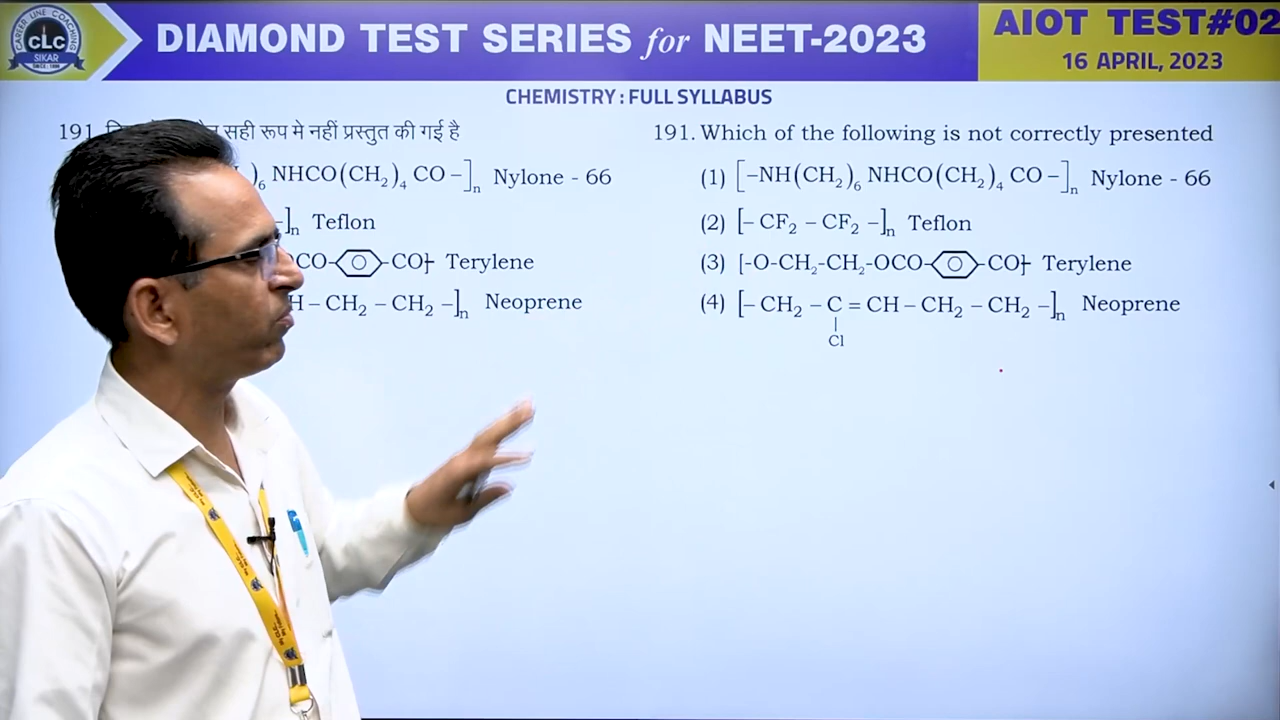 CAREER LINE COACHING
CLC
SIKAR
SINCE : 1996
DIAMOND TEST SERIES for NEET-2023
AIOT TEST#02
16 APRIL, 2023
CHEMISTRY : FULL SYLLABUS
191. सही रूप मे नहीं प्रस्तुत की गई है
)₆ NHCO(CH₂)₄ CO –]ₙ Nylone - 66
–]ₙ Teflon
CO–⌬–CO┼ Terylene
H – CH₂ – CH₂ –]ₙ Neoprene
191. Which of the following is not correctly presented
(1) [–NH(CH₂)₆ NHCO(CH₂)₄ CO –]ₙ Nylone - 66
(2) [– CF₂ – CF₂ –]ₙ Teflon
(3) [-O-CH₂-CH₂-OCO–⌬–CO┼ Terylene
(4) [– CH₂ – C = CH – CH₂ – CH₂ –]ₙ Neoprene
|
Cl